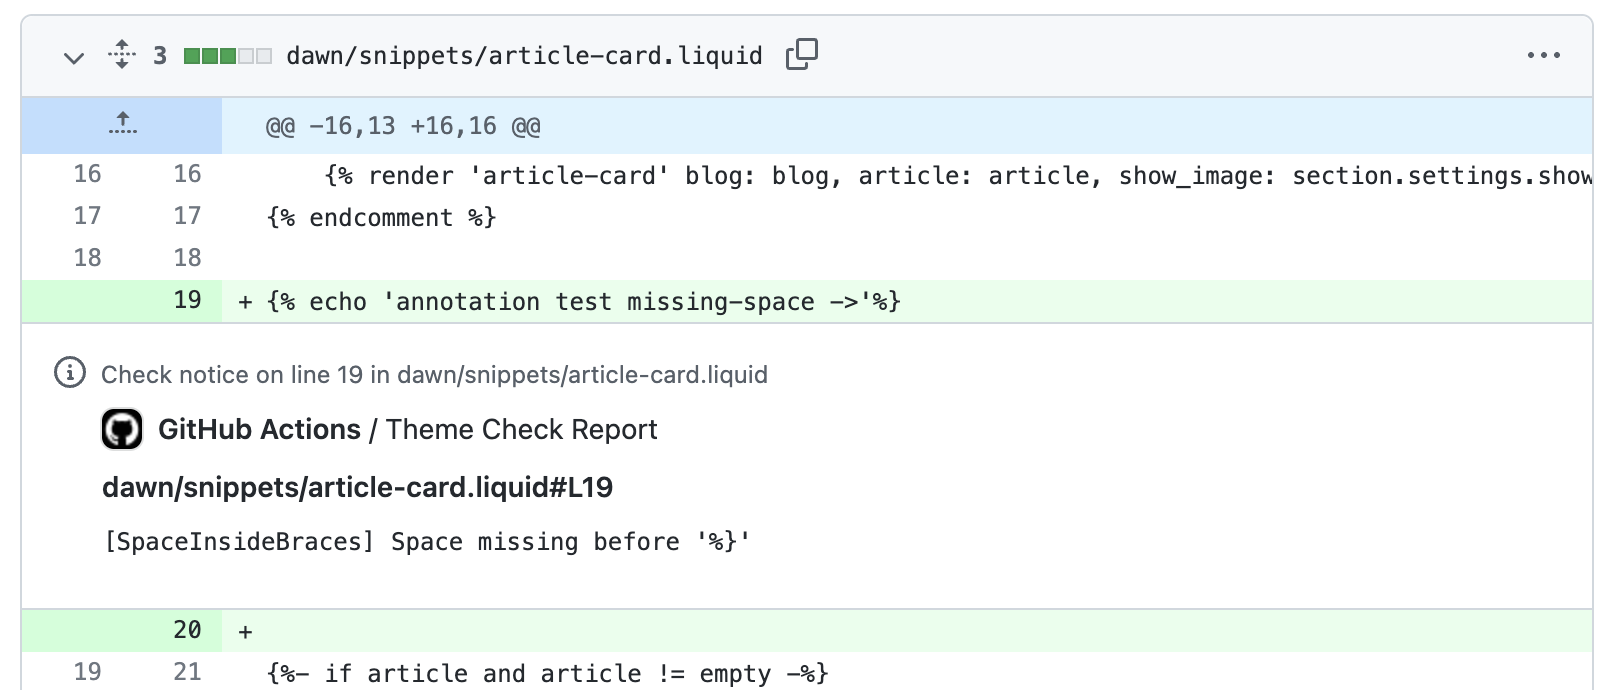 3 dawn/snippets/article-card.liquid
@@ -16,13 +16,16 @@
16 16 {% render 'article-card' blog: blog, article: article, show_image: section.settings.show
17 17 {% endcomment %}
18 18
19 + {% echo 'annotation test missing-space ->'%}
Check notice on line 19 in dawn/snippets/article-card.liquid
GitHub Actions / Theme Check Report
dawn/snippets/article-card.liquid#L19
[SpaceInsideBraces] Space missing before '%}'
20 +
19 21 {%- if article and article != empty -%}